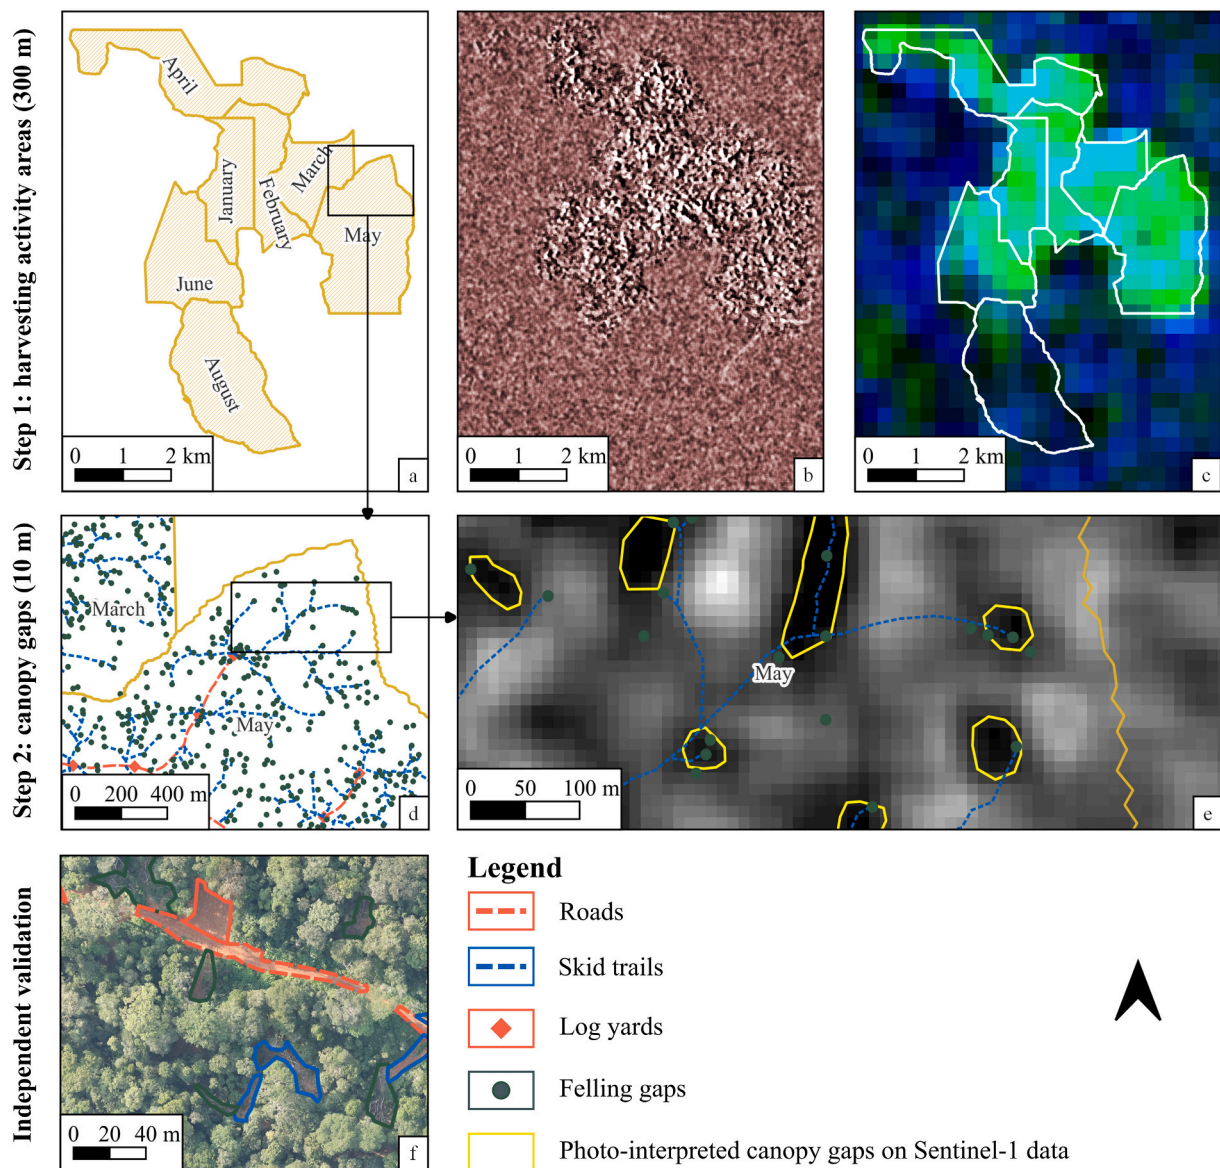 Step 1: harvesting activity areas (300 m)
April
January
February
March
May
June
August
0 1 2 km
a
0 1 2 km
b
0 1 2 km
c
Step 2: canopy gaps (10 m)
March
May
0 200 400 m
d
May
0 50 100 m
e
Independent validation
0 20 40 m
f
Legend
Roads
Skid trails
Log yards
Felling gaps
Photo-interpreted canopy gaps on Sentinel-1 data